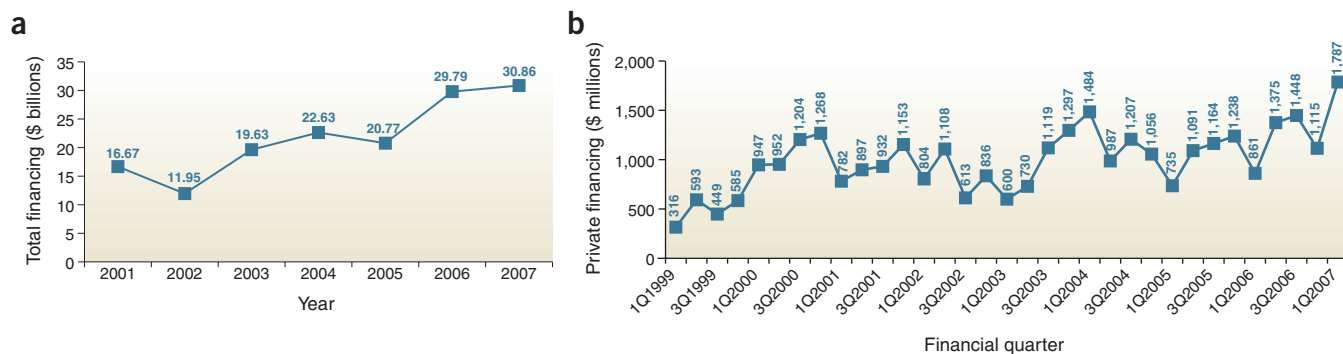 a
Total financing ($ billions)
35
30
25
20
15
10
5
0
16.67
11.95
19.63
22.63
20.77
29.79
30.86
2001 2002 2003 2004 2005 2006 2007
Year
b
Private financing ($ millions)
2,000
1,500
1,000
500
0
316
593
449
585
947
952
1,204
1,268
782
897
932
1,153
804
1,108
613
836
600
730
1,119
1,297
1,484
987
1,207
1,056
735
1,091
1,164
1,238
861
1,375
1,448
1,115
1,787
1Q1999
3Q1999
1Q2000
3Q2000
1Q2001
3Q2001
1Q2002
3Q2002
1Q2003
3Q2003
1Q2004
3Q2004
1Q2005
3Q2005
1Q2006
3Q2006
1Q2007
Financial quarter